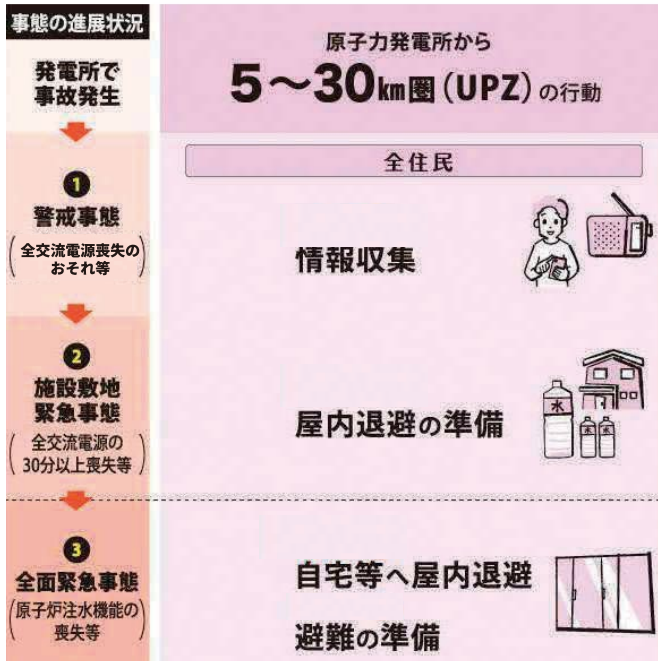 事態の進展状況
発電所で
事故発生
原子力発電所から
5～30km圏（UPZ）の行動
全住民
1
警戒事態
（全交流電源喪失の
おそれ等）
情報収集
2
施設敷地
緊急事態
（全交流電源の
30分以上喪失等）
屋内退避の準備
水
水 水
3
全面緊急事態
（原子炉注水機能の
喪失等）
自宅等へ屋内退避
避難の準備